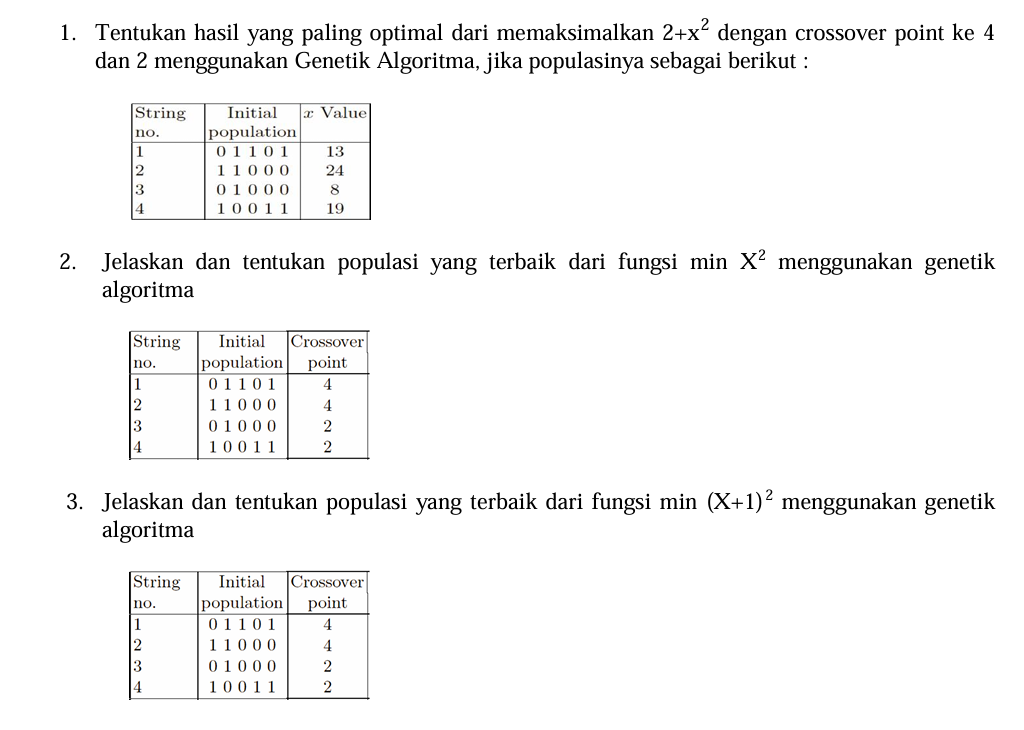 1. Tentukan hasil yang paling optimal dari memaksimalkan 2+x² dengan crossover point ke 4
dan 2 menggunakan Genetik Algoritma, jika populasinya sebagai berikut :
String Initial x Value
no. population
1 0 1 1 0 1 13
2 1 1 0 0 0 24
3 0 1 0 0 0 8
4 1 0 0 1 1 19
2. Jelaskan dan tentukan populasi yang terbaik dari fungsi min X² menggunakan genetik
algoritma
String Initial Crossover
no. population point
1 0 1 1 0 1 4
2 1 1 0 0 0 4
3 0 1 0 0 0 2
4 1 0 0 1 1 2
3. Jelaskan dan tentukan populasi yang terbaik dari fungsi min (X+1)² menggunakan genetik
algoritma
String Initial Crossover
no. population point
1 0 1 1 0 1 4
2 1 1 0 0 0 4
3 0 1 0 0 0 2
4 1 0 0 1 1 2